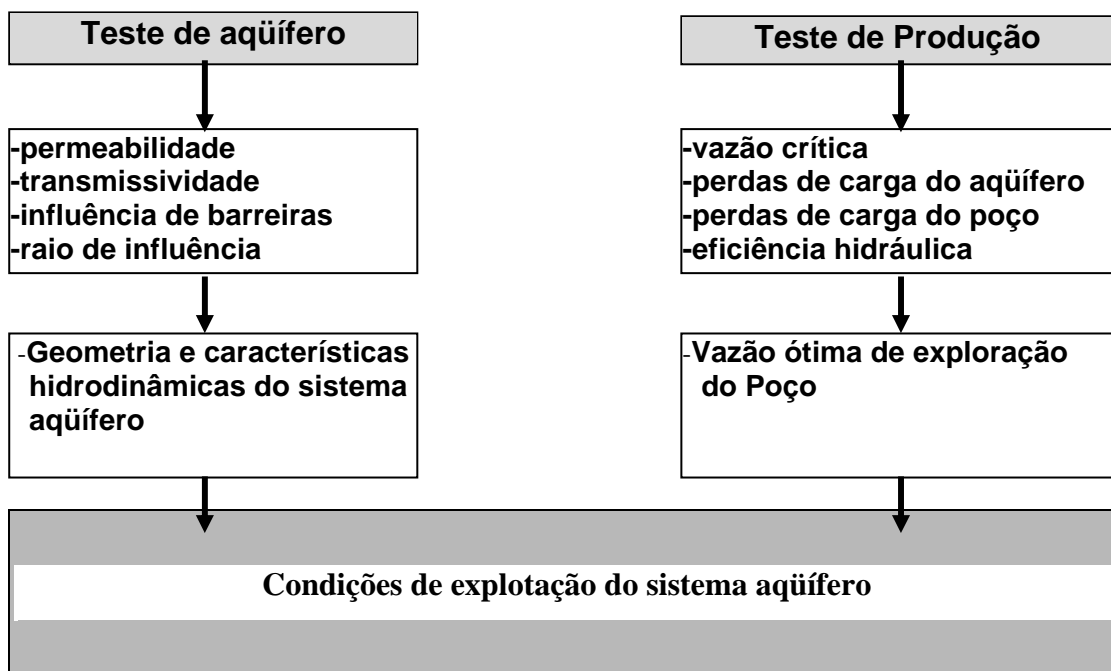 Teste de aqüífero
-permeabilidade
-transmissividade
-influência de barreiras
-raio de influência
-Geometria e características
hidrodinâmicas do sistema
aqüífero
Teste de Produção
-vazão crítica
-perdas de carga do aqüífero
-perdas de carga do poço
-eficiência hidráulica
-Vazão ótima de exploração
do Poço
Condições de explotação do sistema aqüífero